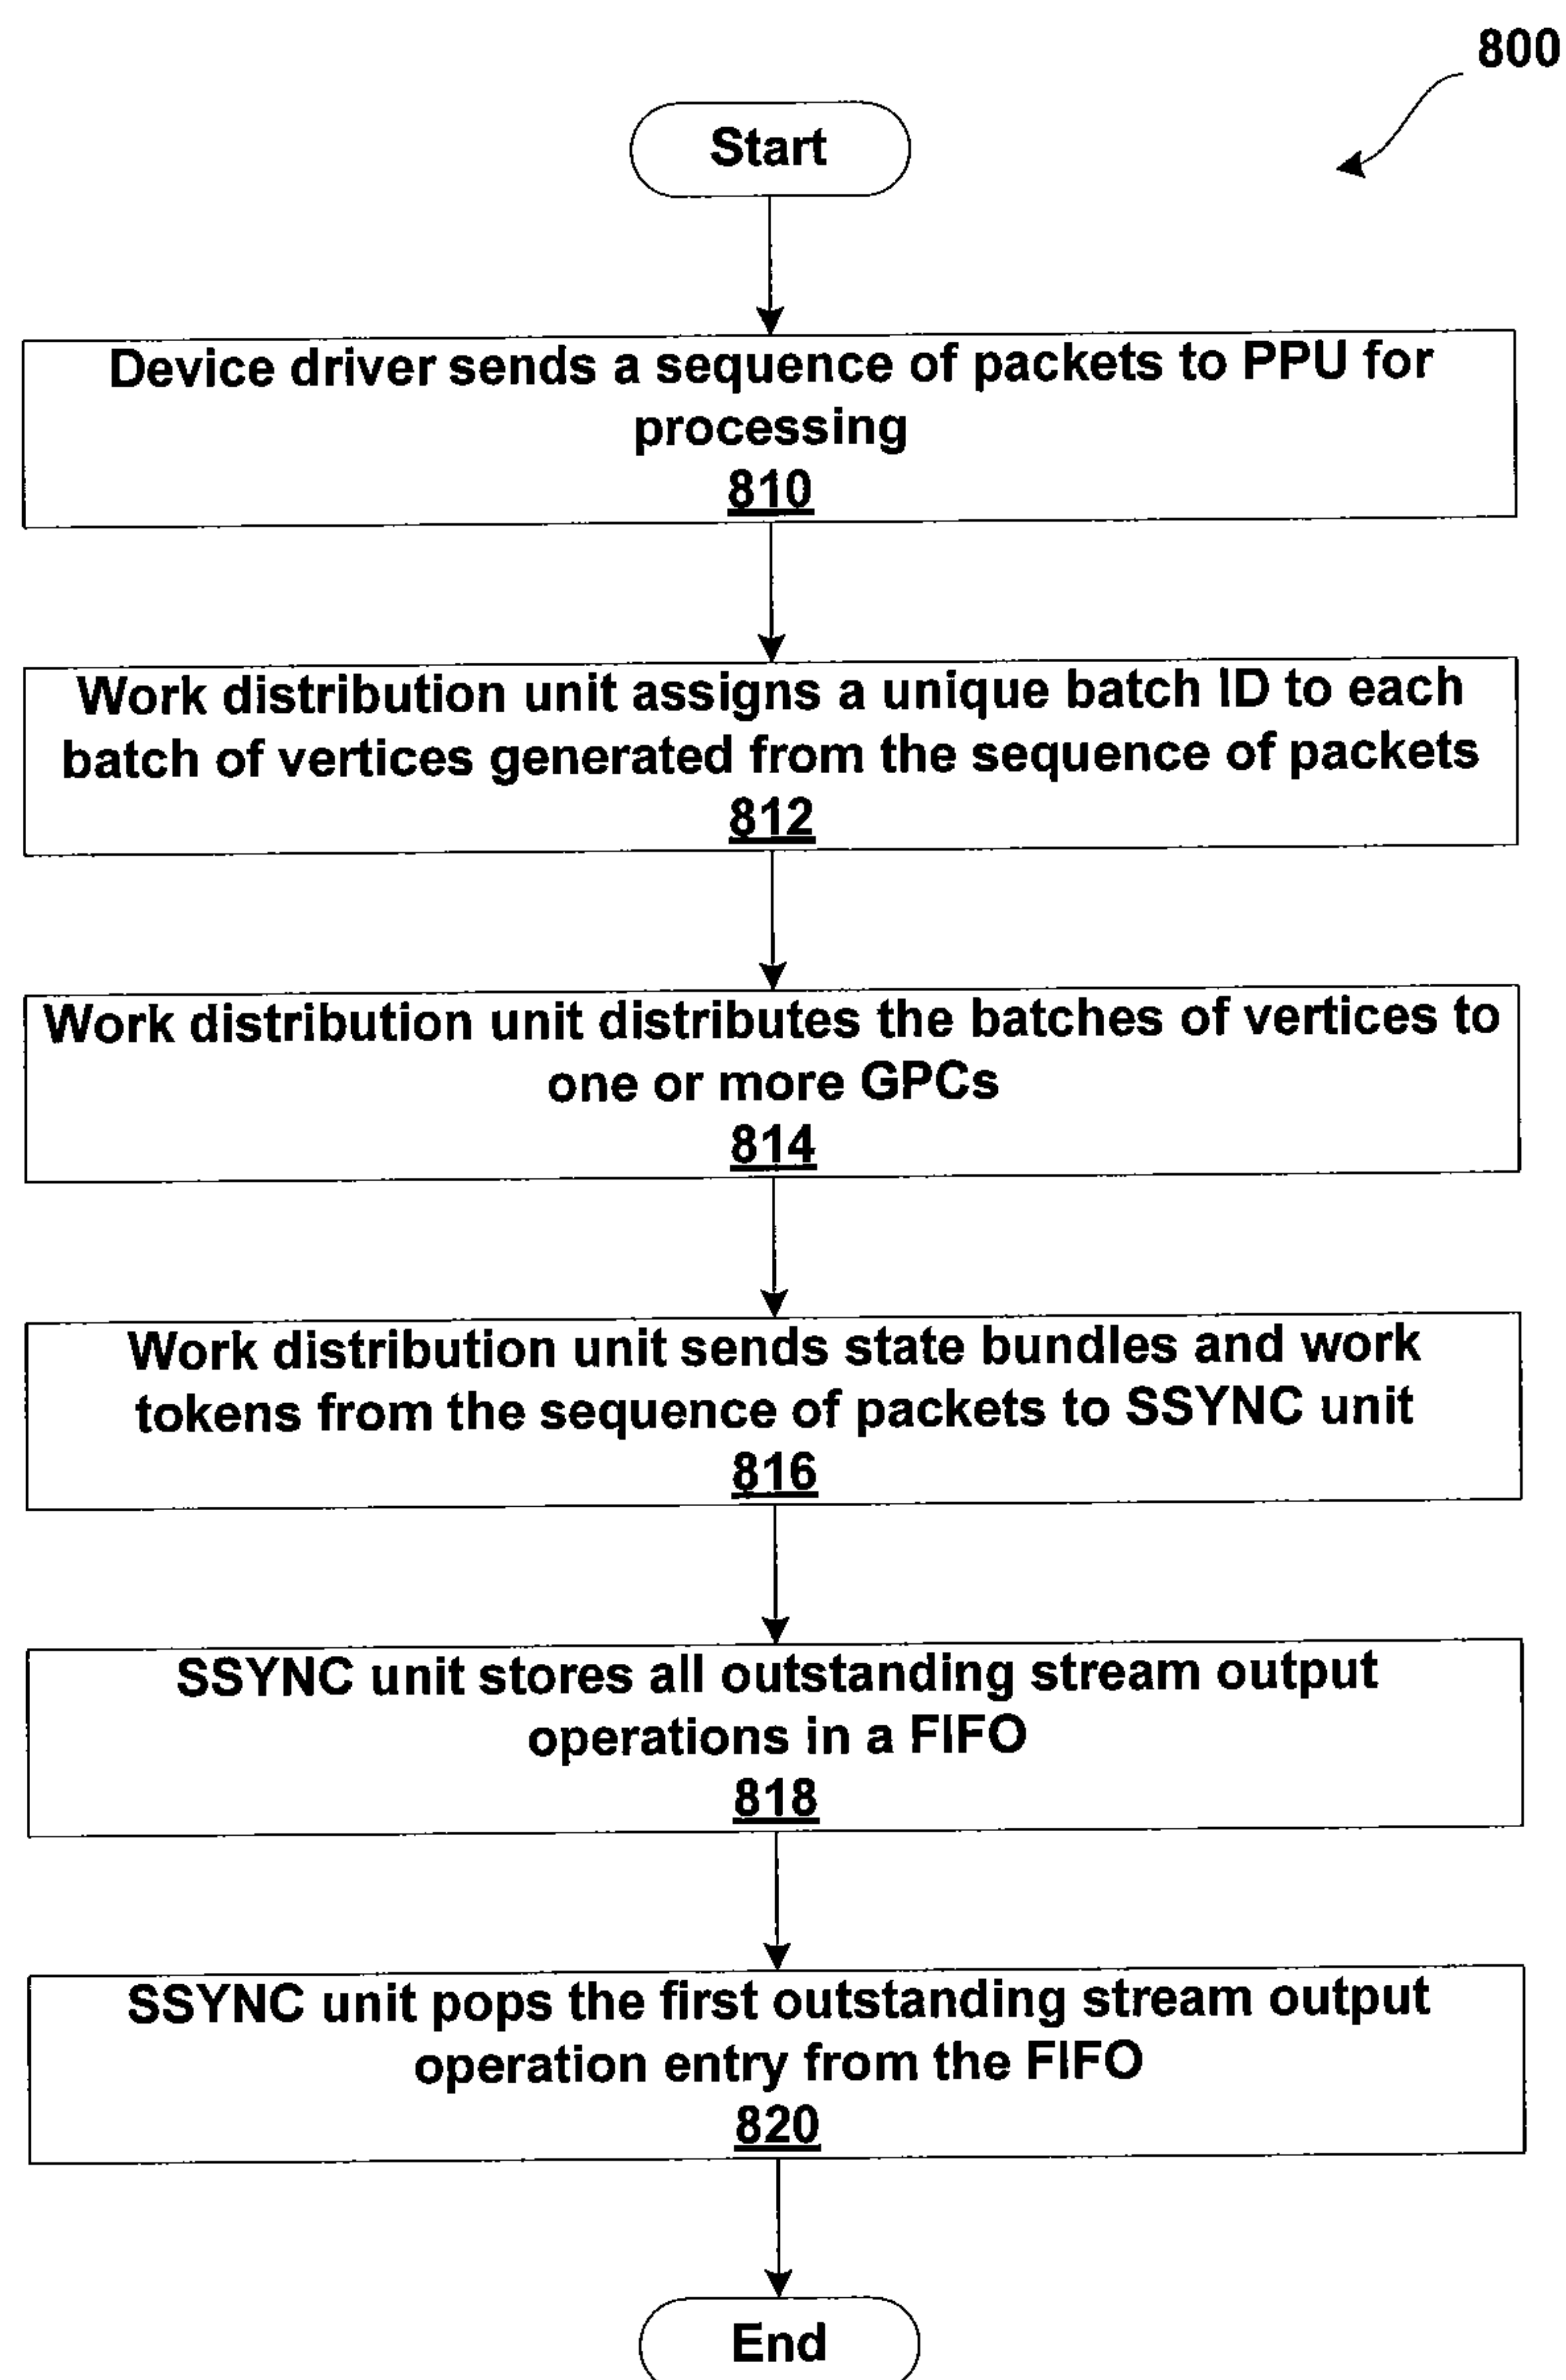 800
Start
Device driver sends a sequence of packets to PPU for
processing
810
Work distribution unit assigns a unique batch ID to each
batch of vertices generated from the sequence of packets
812
Work distribution unit distributes the batches of vertices to
one or more GPCs
814
Work distribution unit sends state bundles and work
tokens from the sequence of packets to SSYNC unit
816
SSYNC unit stores all outstanding stream output
operations in a FIFO
818
SSYNC unit pops the first outstanding stream output
operation entry from the FIFO
820
End